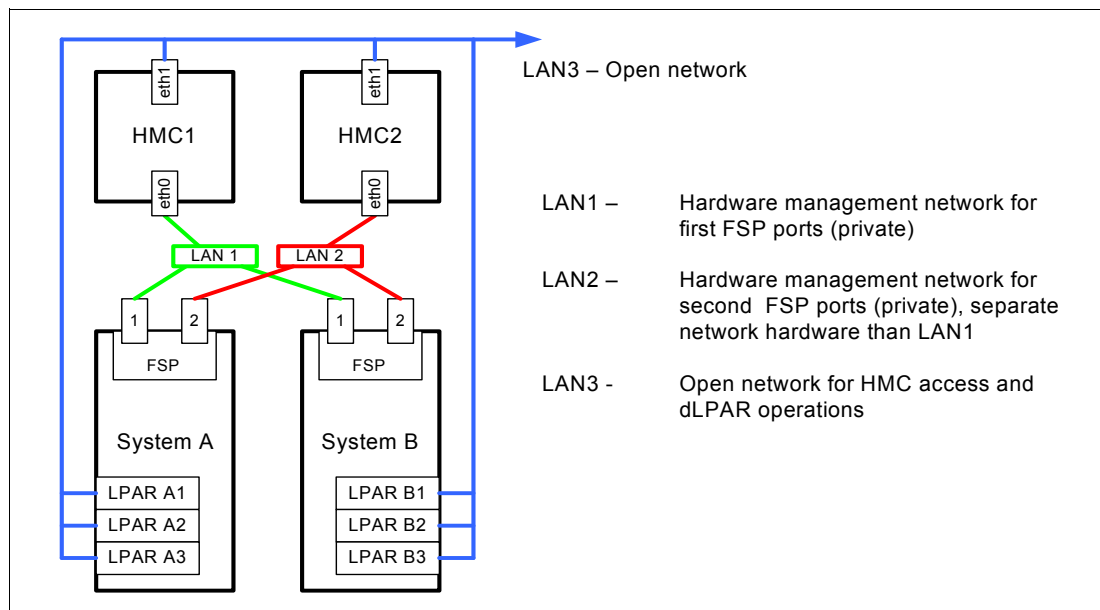 LAN3 – Open network
eth1
eth1
HMC1
HMC2
eth0
eth0
LAN 1
LAN 2
LAN1 – Hardware management network for
first FSP ports (private)
LAN2 – Hardware management network for
second  FSP ports (private), separate
network hardware than LAN1
LAN3 - Open network for HMC access and
dLPAR operations
1
2
1
2
FSP
FSP
System A
System B
LPAR A1
LPAR A2
LPAR A3
LPAR B1
LPAR B2
LPAR B3